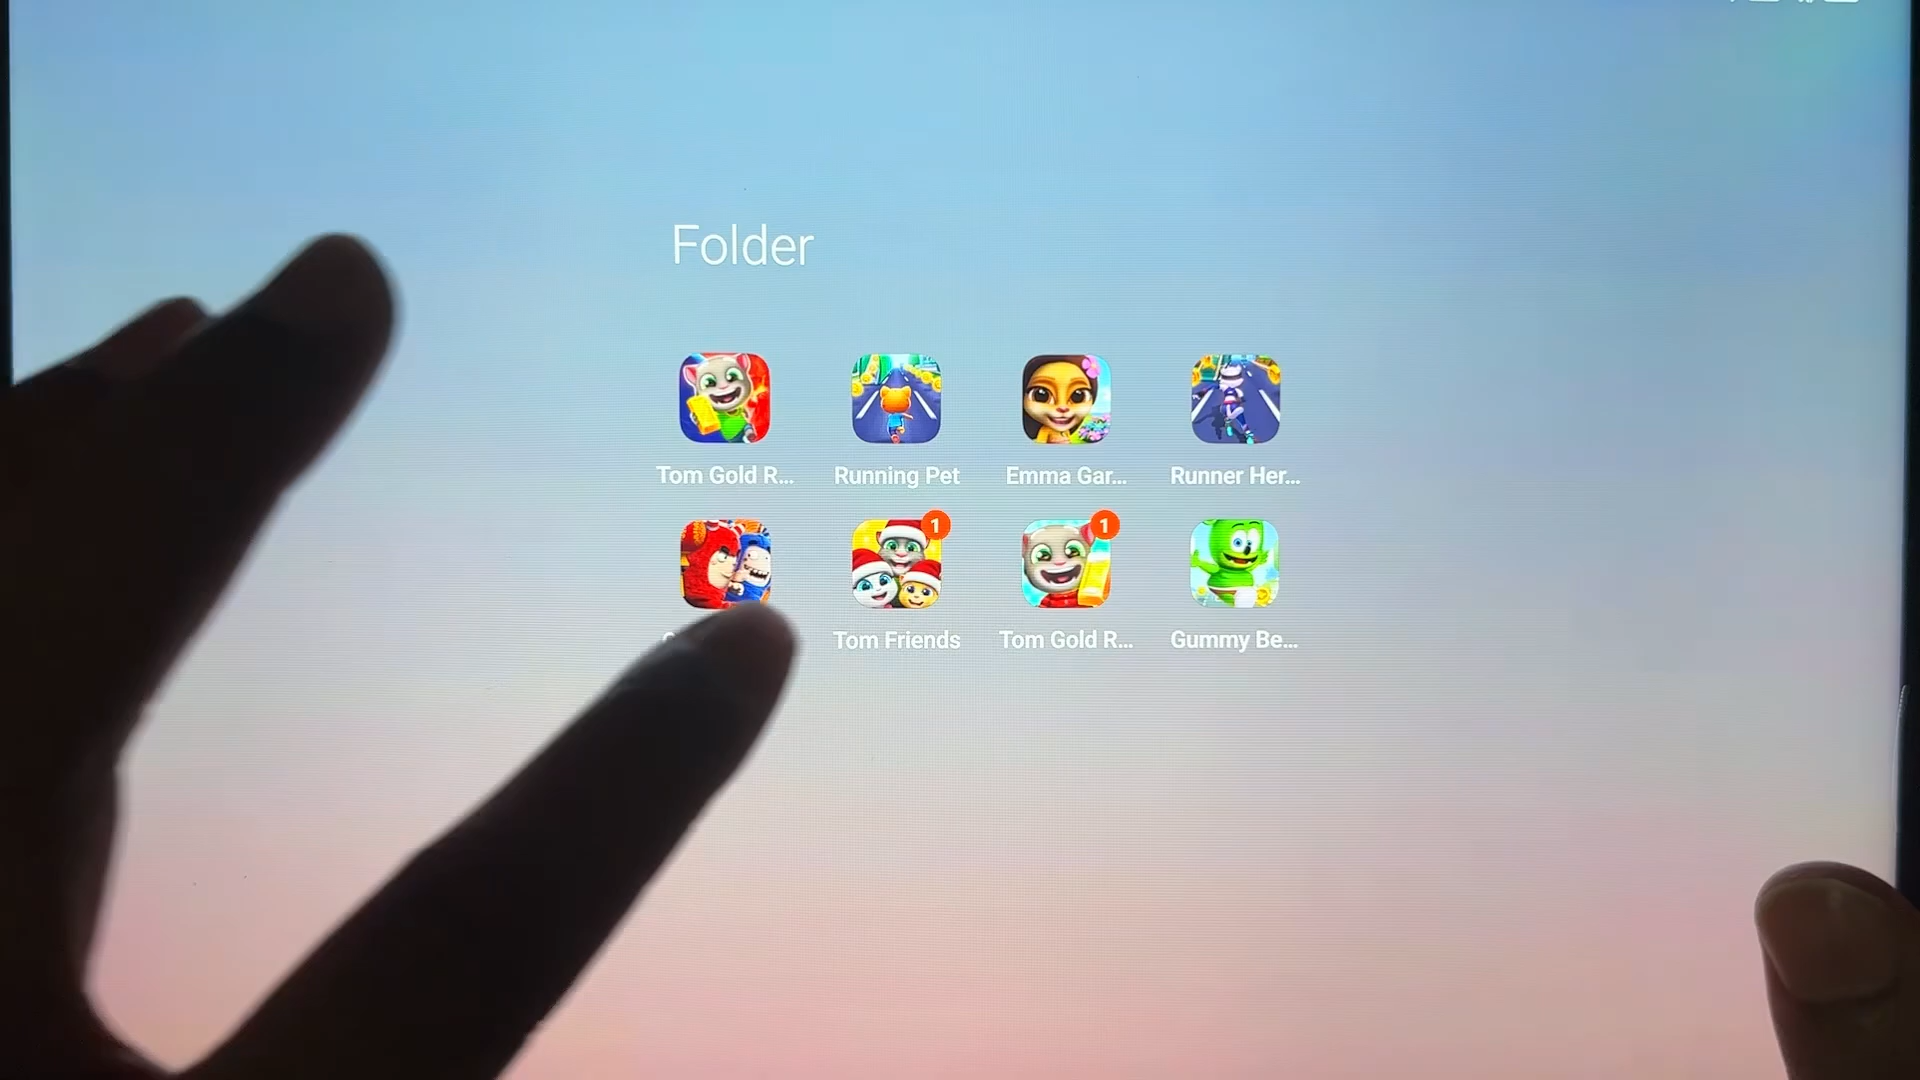 Folder
Tom Gold R...
Running Pet
Emma Gar...
Runner Her...
1
1
Tom Friends
Tom Gold R...
Gummy Be...